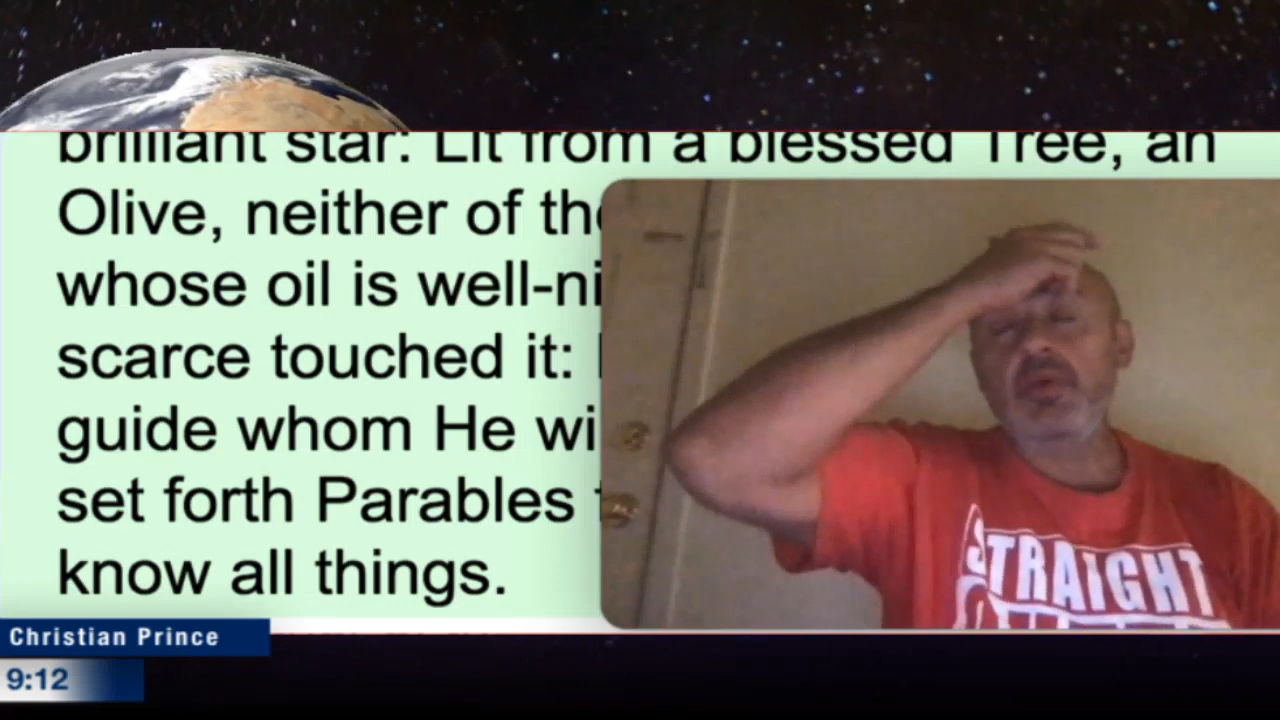 brilliant star: Lit from a blessed Tree, an
Olive, neither of the
whose oil is well-ni
scarce touched it:
guide whom He wi
set forth Parables
know all things.
STRAIGHT
Christian Prince
9:12